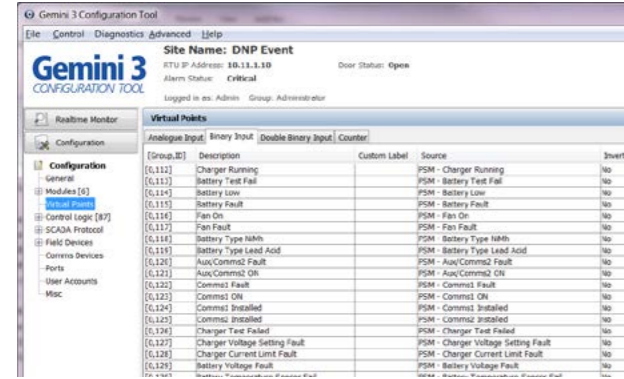 Gemini 3 Configuration Tool
File Control Diagnostics Advanced Help
Gemini 3
CONFIGURATION TOOL
Site Name: DNP Event
RTU IP Address: 10.11.1.10 Door Status: Open
Alarm Status: Critical
Logged in as: Admin Group: Administrator
Realtime Monitor
Configuration
Configuration
General
Modules [6]
Virtual Points
Control Logic [87]
SCADA Protocol
Field Devices
Comms Devices
Ports
User Accounts
Misc
Virtual Points
Analogue Input Binary Input Double Binary Input Counter
[Group,ID] Description Custom Label Source Invert
[0,112] Charger Running PSM - Charger Running No
[0,113] Battery Test Fail PSM - Battery Test Fail No
[0,114] Battery Low PSM - Battery Low No
[0,115] Battery Fault PSM - Battery Fault No
[0,116] Fan On PSM - Fan On No
[0,117] Fan Fault PSM - Fan Fault No
[0,118] Battery Type NiMh PSM - Battery Type NiMh No
[0,119] Battery Type Lead Acid PSM - Battery Type Lead Acid No
[0,120] Aux/Comms2 Fault PSM - Aux/Comms2 Fault No
[0,121] Aux/Comms2 ON PSM - Aux/Comms2 ON No
[0,122] Comms1 Fault PSM - Comms1 Fault No
[0,123] Comms1 ON PSM - Comms1 ON No
[0,124] Comms1 Installed PSM - Comms1 Installed No
[0,125] Comms2 Installed PSM - Comms2 Installed No
[0,126] Charger Test Failed PSM - Charger Test Failed No
[0,127] Charger Voltage Setting Fault PSM - Charger Voltage Setting Fault No
[0,128] Charger Current Limit Fault PSM - Charger Current Limit Fault No
[0,129] Battery Voltage Fault PSM - Battery Voltage Fault No